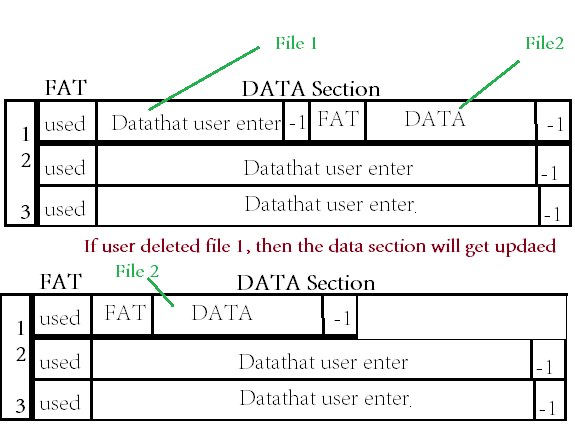 File 1 File2
FAT DATA Section
1 used Datathat user enter -1 FAT DATA -1
2 used Datathat user enter -1
3 used Datathat user enter. -1
If user deleted file 1, then the data section will get updaed
File 2
FAT DATA Section
1 used FAT DATA -1
2 used Datathat user enter -1
3 used Datathat user enter. -1